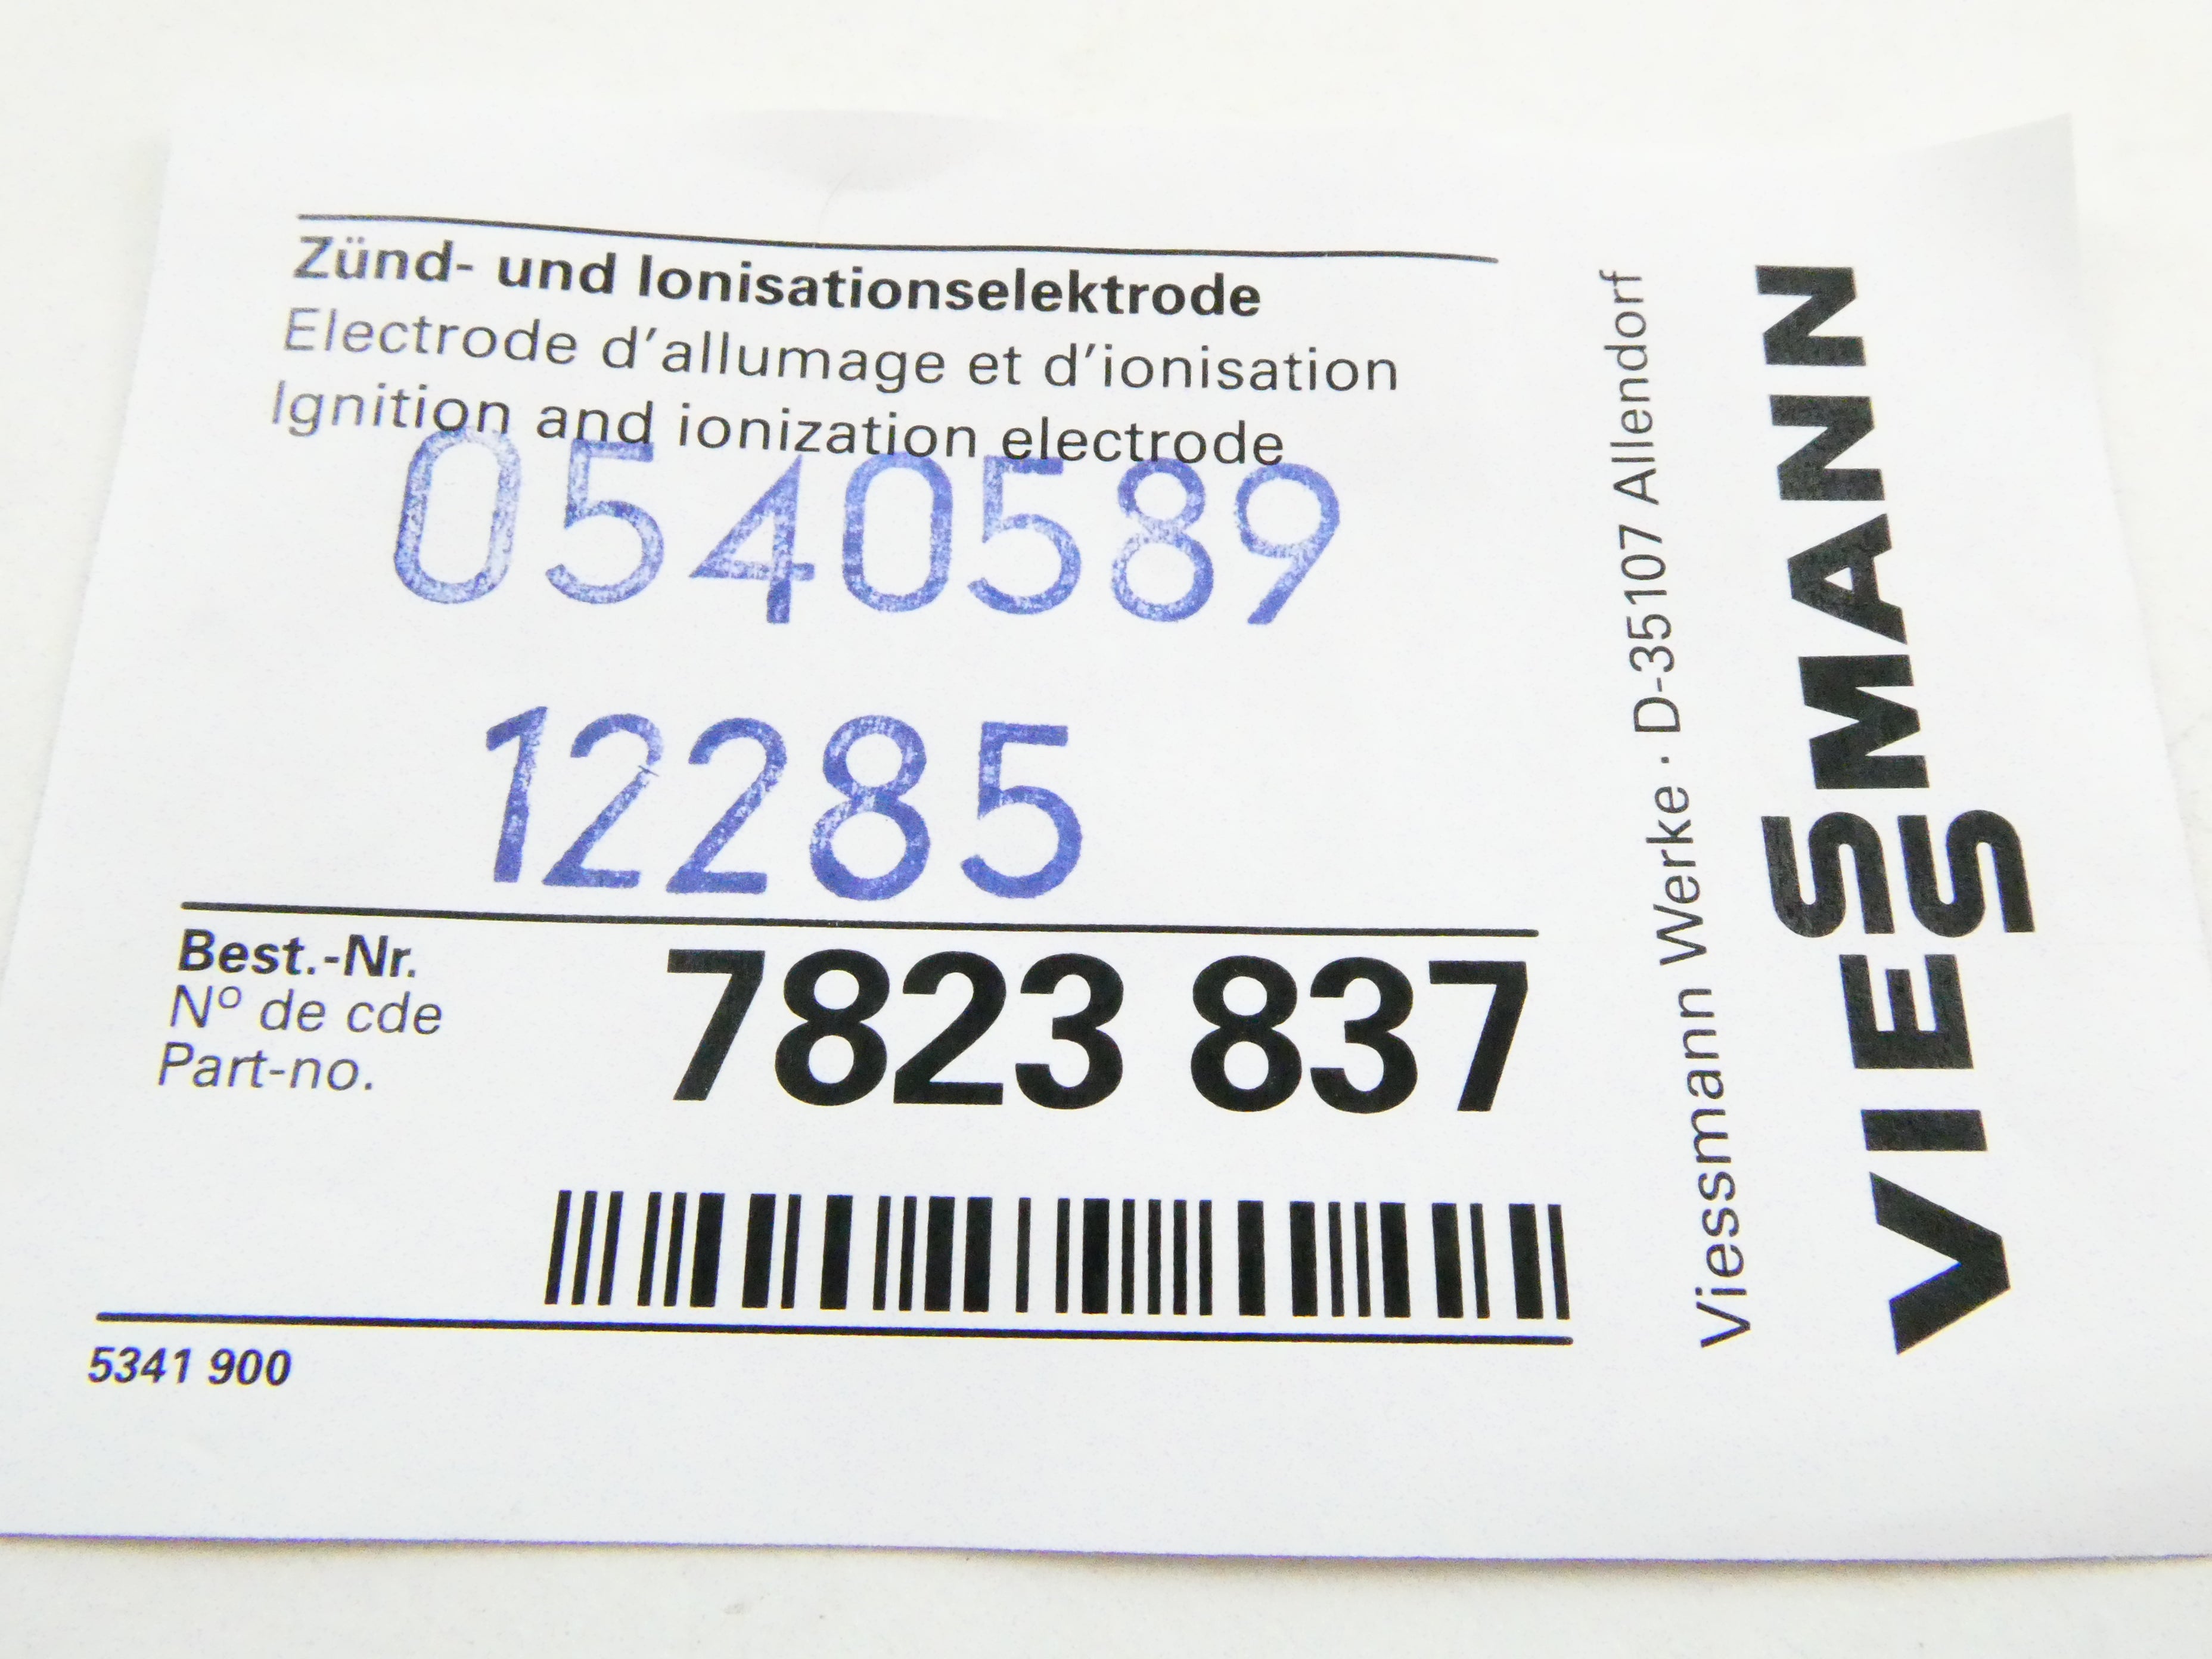 Zünd- und Ionisationselektrode
Electrode d'allumage et d'ionisation
Ignition and ionization electrode
0540589
12285
Best.-Nr.
N° de cde
Part-no.
7823 837
5341 900
Viessmann Werke · D-35107 Allendorf
VIESSMANN